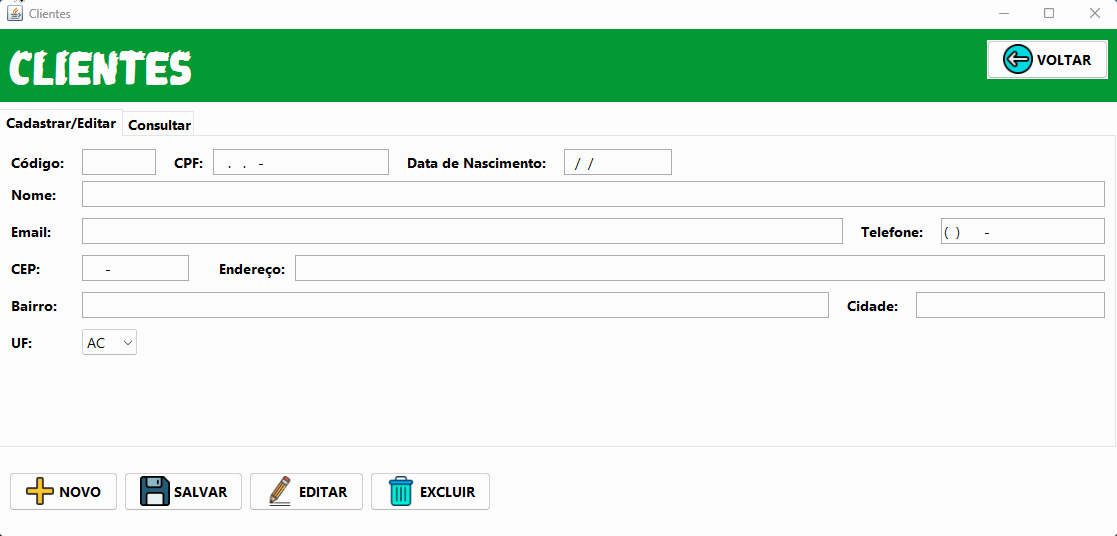 Clientes
CLIENTES
VOLTAR
Cadastrar/Editar Consultar
Código: CPF: . . - Data de Nascimento: / /
Nome:
Email: Telefone: ( ) -
CEP: - Endereço:
Bairro: Cidade:
UF: AC
NOVO SALVAR EDITAR EXCLUIR